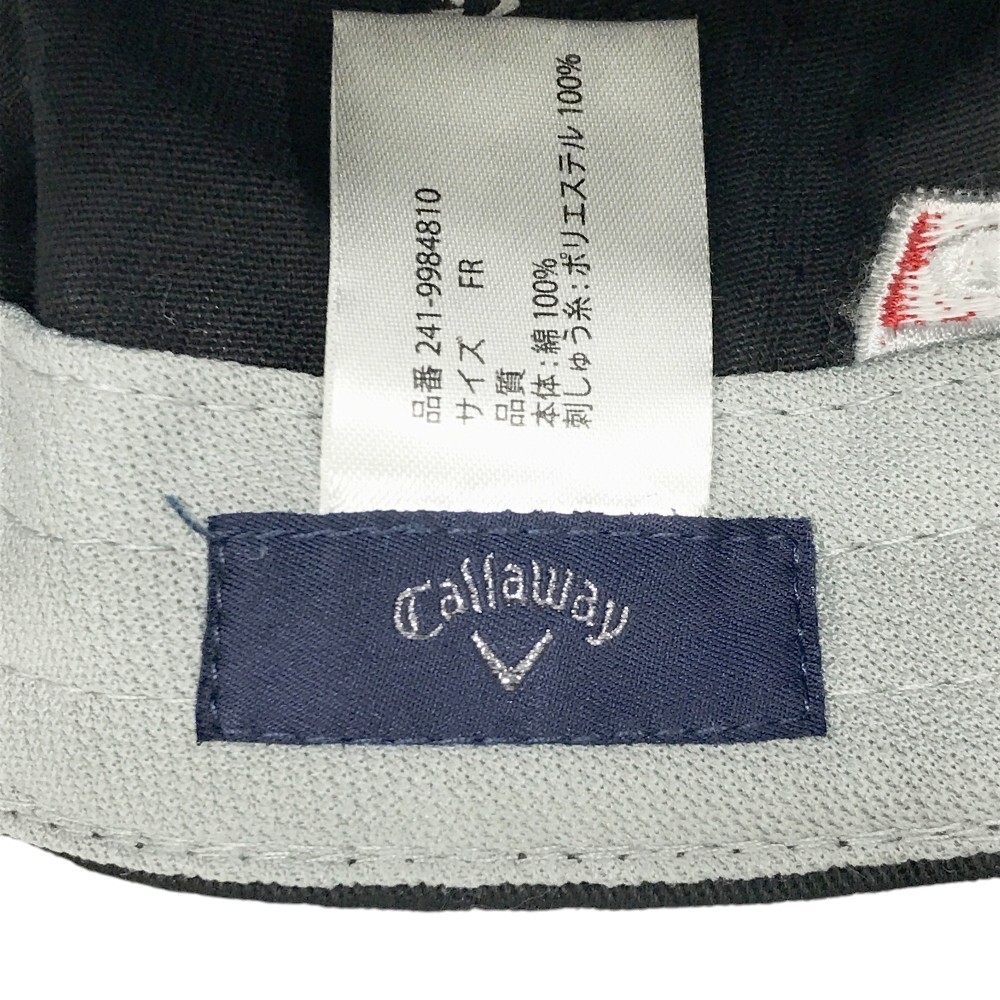 品番 241-9984810
サイズ FR
品質
本体:綿 100%
刺しゅう糸:ポリエステル 100%
Callaway